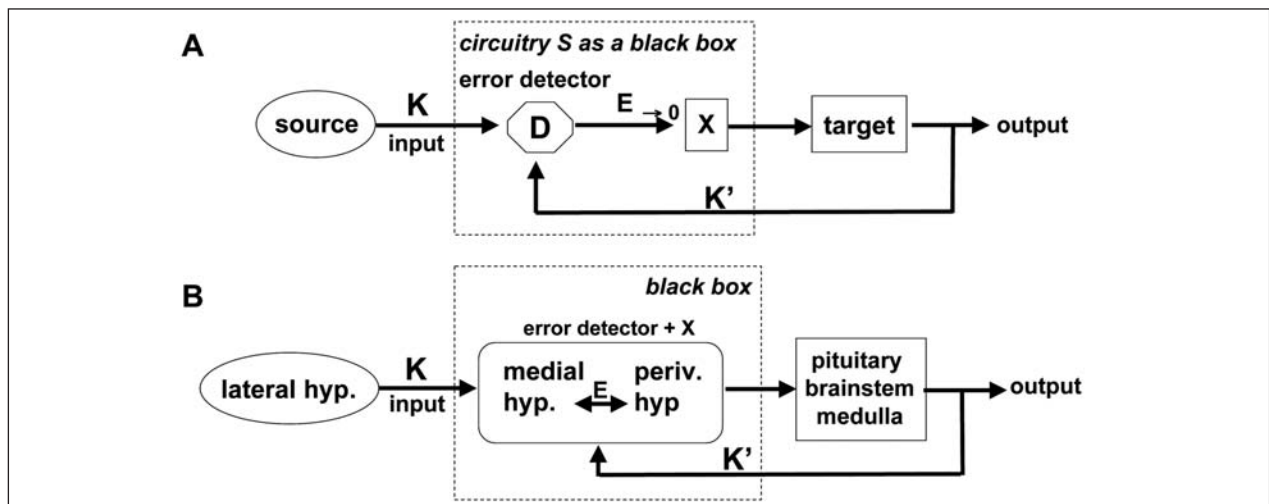 A
circuitry S as a black box
error detector
source
K
input
D
E → 0
X
target
output
K’
B
black box
error detector + X
lateral hyp.
K
input
medial
hyp.
E
periv.
hyp
pituitary
brainstem
medulla
output
K’